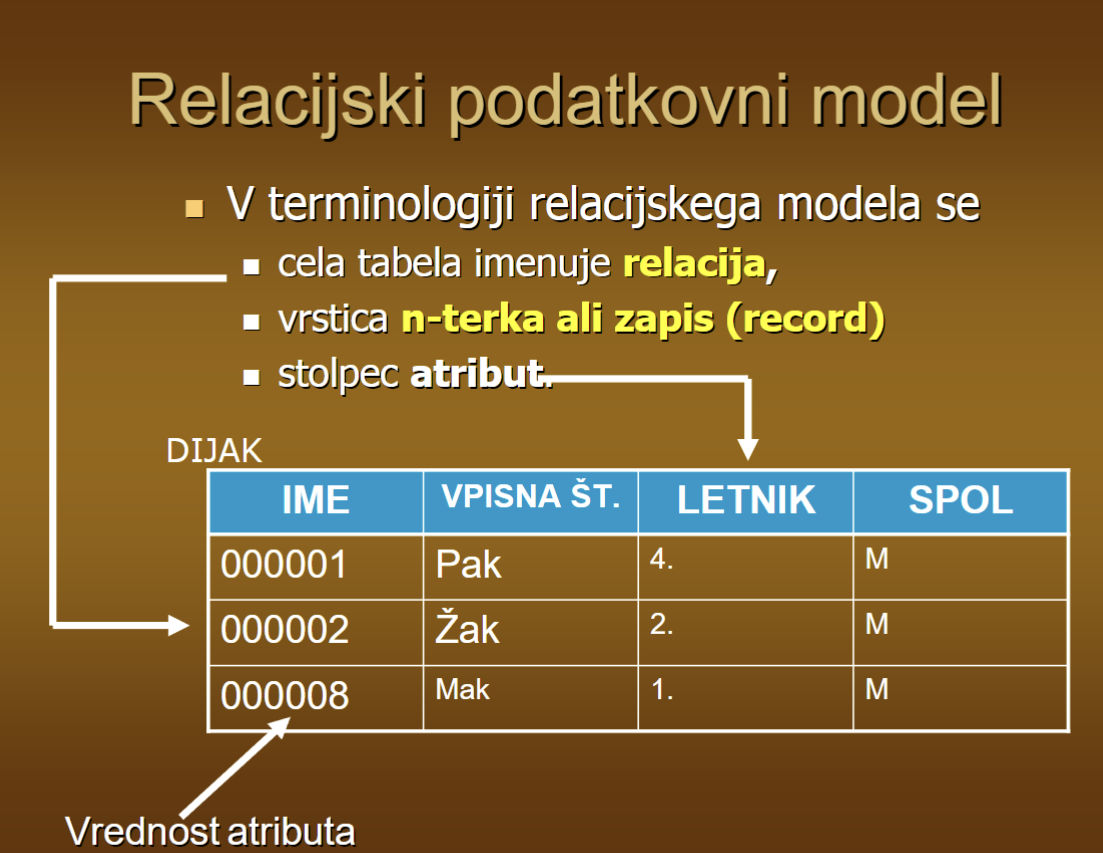 Relacijski podatkovni model
V terminologiji relacijskega modela se
cela tabela imenuje relacija,
vrstica n-terka ali zapis (record)
stolpec atribut.
DIJAK
IME VPISNA ŠT. LETNIK SPOL
000001 Pak 4. M
000002 Žak 2. M
000008 Mak 1. M
Vrednost atributa